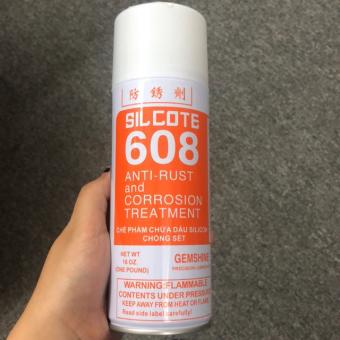 防銹劑
SILCOTE
608
ANTI-RUST
and
CORROSION
TREATMENT
CHẾ PHẨM CHỨA DẦU SILICON
CHỐNG SÉT
NET WT
16 OZ.
(ONE POUND)
GEMSHINE
PRECISION
WARNING:FLAMMABLE
CONTENTS UNDER PRESSURE
KEEP AWAY FROM HEAT OR FLAME
Read side label carefully!